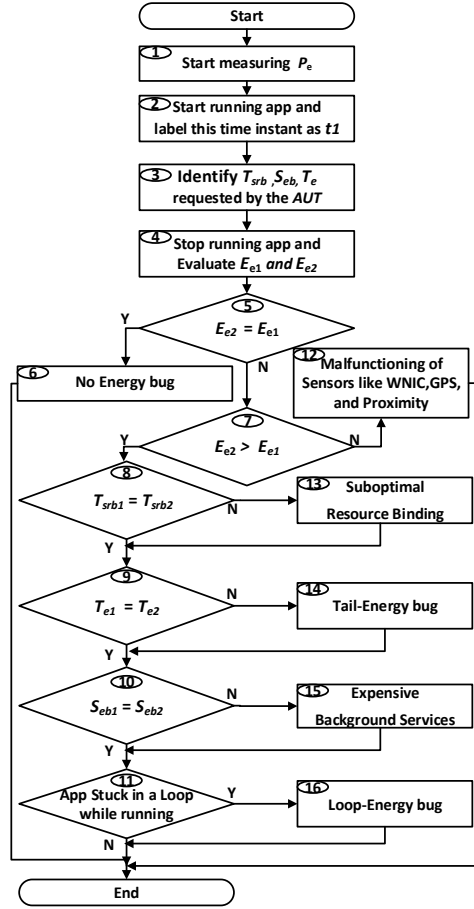 Start
1
Start measuring Pe
2
Start running app and
label this time instant as t1
3
Identify Tsrb ,Seb, Te
requested by the AUT
4
Stop running app and
Evaluate Ee1 and Ee2
5
Ee2 = Ee1
Y
N
6
No Energy bug
12
Malfunctioning of
Sensors like WNIC,GPS,
and Proximity
7
Ee2 > Ee1
Y
N
8
Tsrb1 = Tsrb2
N
Y
13
Suboptimal
Resource Binding
9
Te1 = Te2
N
Y
14
Tail-Energy bug
10
Seb1 = Seb2
N
Y
15
Expensive
Background Services
11
App Stuck in a Loop
while running
Y
N
16
Loop-Energy bug
End